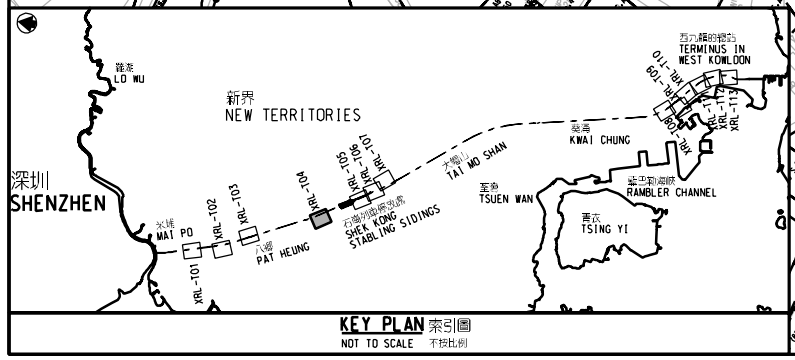 羅湖
LO WU
新界
NEW TERRITORIES
深圳
SHENZHEN
米埔
MAI PO
XRL-T01
XRL-T02
XRL-T03
八鄉
PAT HEUNG
XRL-T04
XRL-T05
XRL-T06
XRL-T07
石崗列車停放處
SHEK KONG
STABLING SIDINGS
大帽山
TAI MO SHAN
葵涌
KWAI CHUNG
至灣
TSUEN WAN
青衣
TSING YI
藍巴勒海峽
RAMBLER CHANNEL
XRL-T08
XRL-T09
XRL-T10
XRL-T12
XRL-T13
西九龍的總站
TERMINUS IN
WEST KOWLOON
KEY PLAN 索引圖
NOT TO SCALE 不按比例